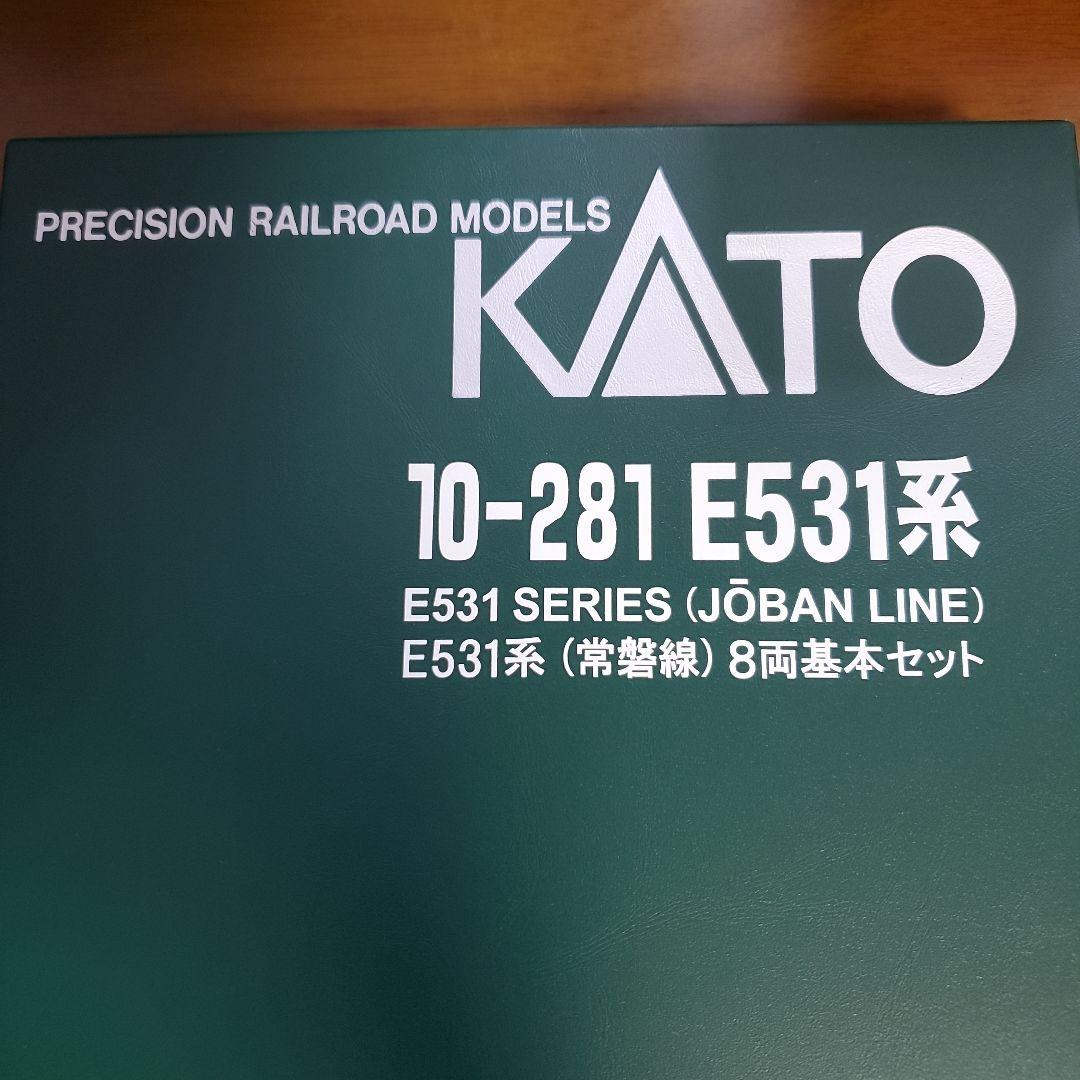 PRECISION RAILROAD MODELS
KATO
10-281 E531系
E531 SERIES (JŌBAN LINE)
E531系 (常磐線) 8両基本セット